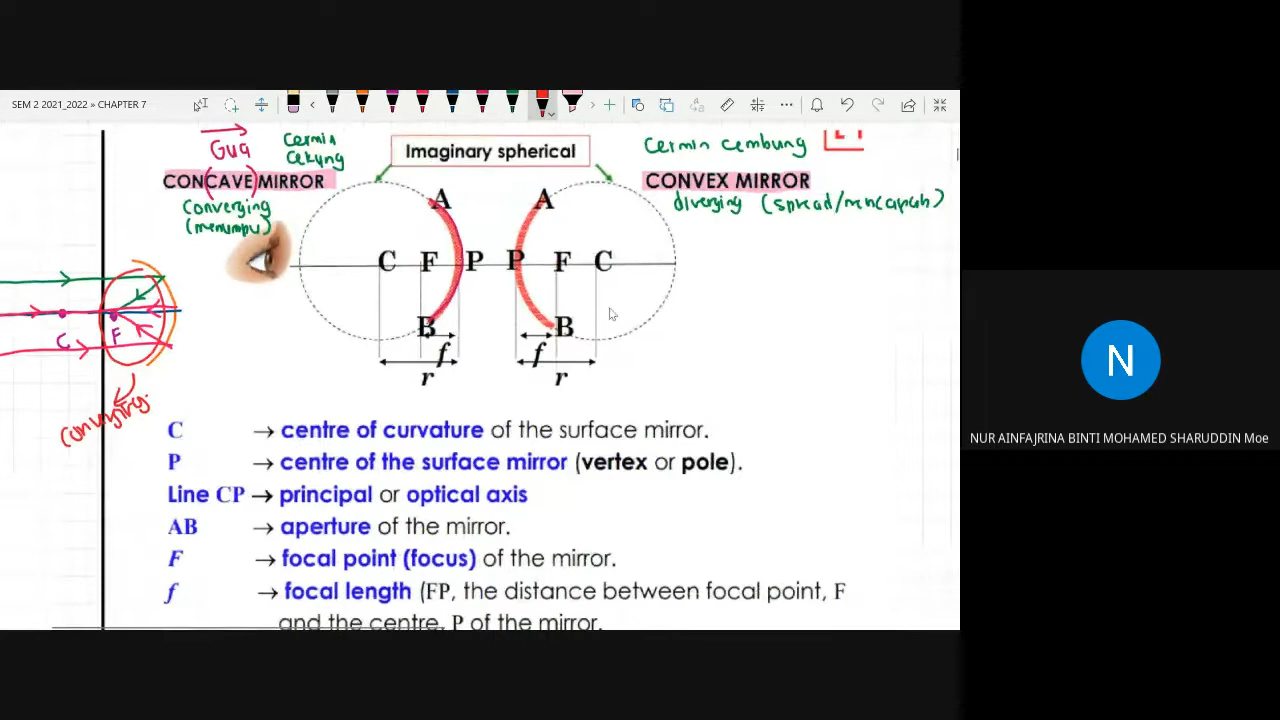 SEM 2 2021_2022 » CHAPTER 7
Gua
Cermin
cekung
CONCAVE MIRROR
Converging
(menumpu)
Imaginary spherical
Cermin cembung
CONVEX MIRROR
diverging (spread/mencapah)
A
A
C F P P F C
B
B
f
f
r
r
C F
converging.
C → centre of curvature of the surface mirror.
P → centre of the surface mirror (vertex or pole).
Line CP → principal or optical axis
AB → aperture of the mirror.
F → focal point (focus) of the mirror.
f → focal length (FP, the distance between focal point, F
and the centre, P of the mirror.
N
NUR AINFAJRINA BINTI MOHAMED SHARUDDIN Moe